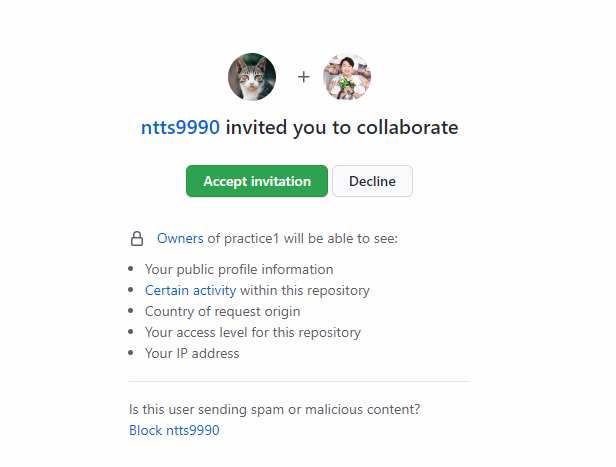 +
ntts9990 invited you to collaborate
Accept invitation Decline
Owners of practice1 will be able to see:
Your public profile information
Certain activity within this repository
Country of request origin
Your access level for this repository
Your IP address
Is this user sending spam or malicious content?
Block ntts9990